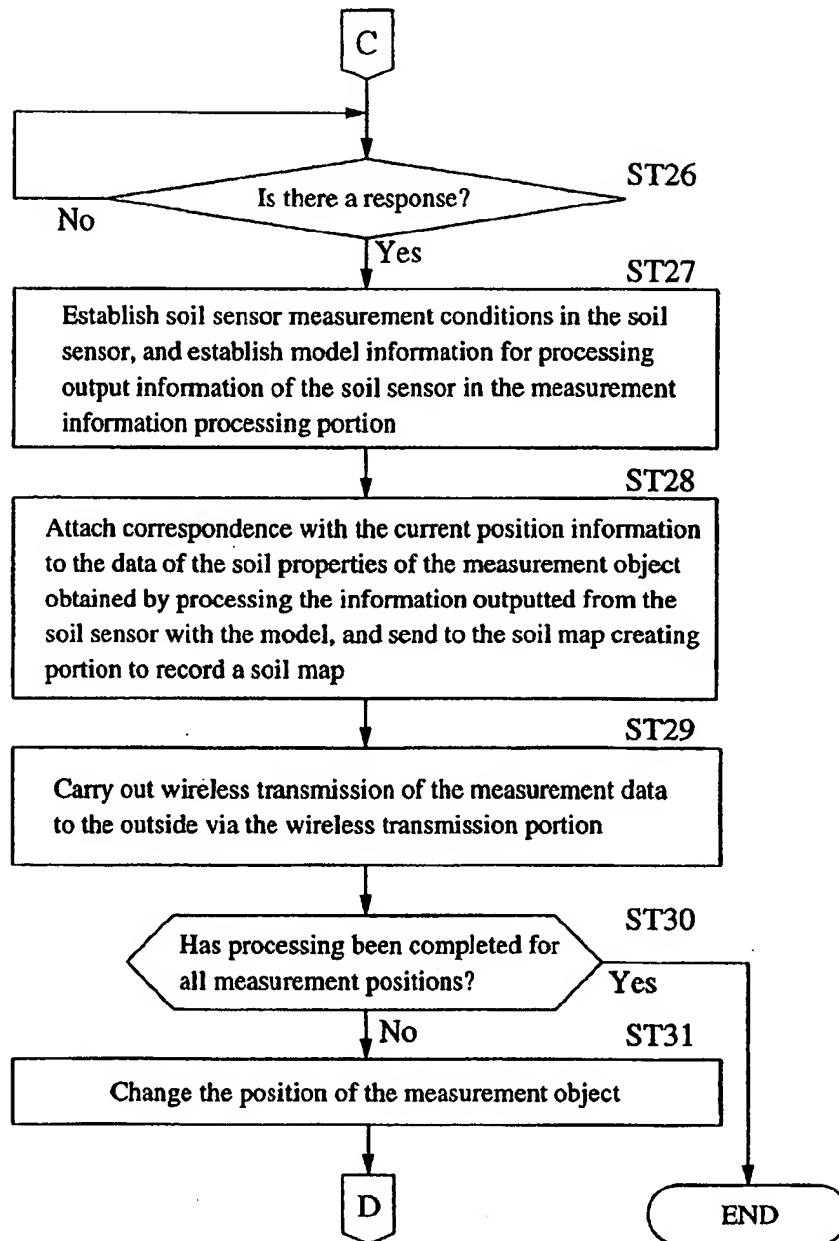 C
ST26
Is there a response?
No
Yes
ST27
Establish soil sensor measurement conditions in the soil
sensor, and establish model information for processing
output information of the soil sensor in the measurement
information processing portion
ST28
Attach correspondence with the current position information
to the data of the soil properties of the measurement object
obtained by processing the information outputted from the
soil sensor with the model, and send to the soil map creating
portion to record a soil map
ST29
Carry out wireless transmission of the measurement data
to the outside via the wireless transmission portion
ST30
Has processing been completed for
all measurement positions?
Yes
No
ST31
Change the position of the measurement object
D
END